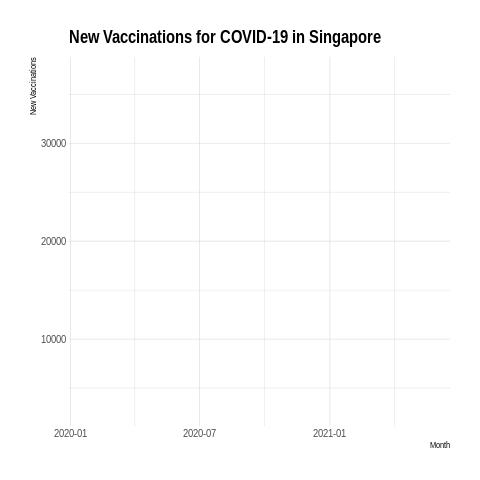 New Vaccinations for COVID-19 in Singapore
New Vaccinations
30000
20000
10000
2020-01 2020-07 2021-01
Month